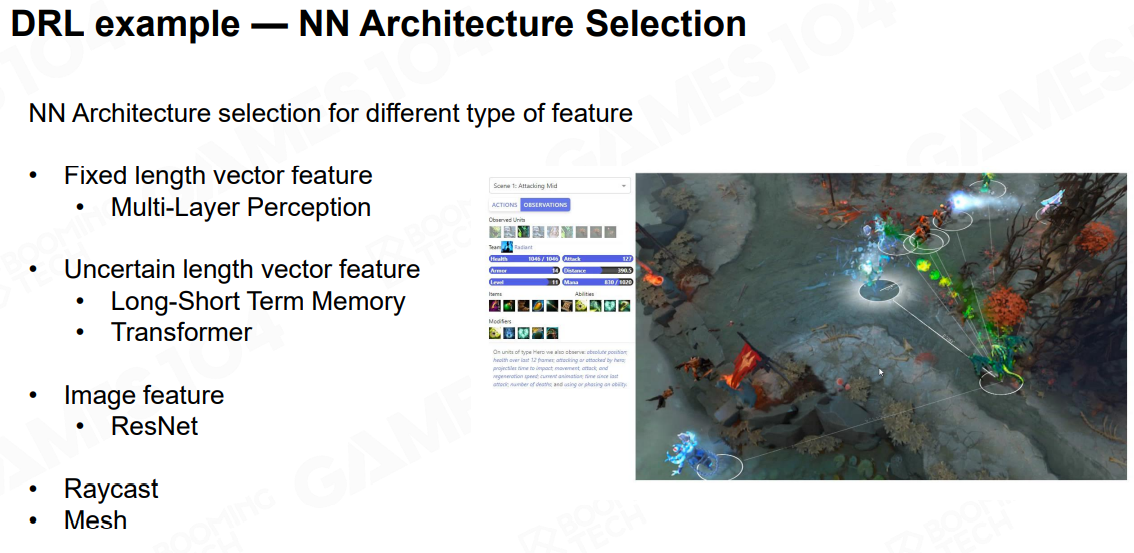 DRL example — NN Architecture Selection
NN Architecture selection for different type of feature
• Fixed length vector feature
• Multi-Layer Perception
• Uncertain length vector feature
• Long-Short Term Memory
• Transformer
• Image feature
• ResNet
• Raycast
• Mesh
Scene 1: Attacking Mid
ACTIONS OBSERVATIONS
Observed Units
Team Radiant
Health 1046 / 1046 Attack 127
Armor 14 Distance 390.5
Level 11 Mana 830 / 1020
Items Abilities
Modifiers
On units of type Hero we also observe: absolute position;
health over last 12 frames; attacking or attacked by hero;
projectiles time to impact; movement, attack, and
regeneration speed; current animation; time since last
attack; number of deaths; and using or phasing an ability.
GAMES104
BOOMING
TECH